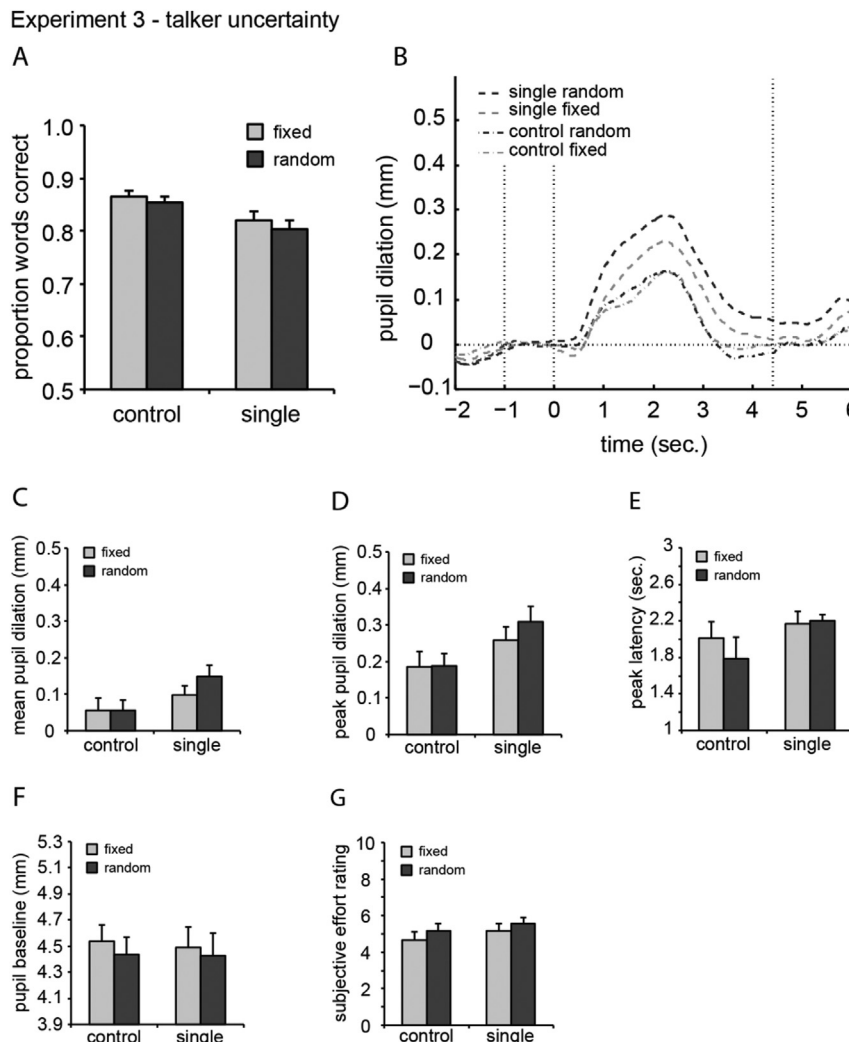 Experiment 3 - talker uncertainty
A
proportion words correct
1.0
0.9
0.8
0.7
0.6
0.5
fixed
random
control
single
B
pupil dilation (mm)
0.5
0.4
0.3
0.2
0.1
0
−0.1
single random
single fixed
control random
control fixed
−2 −1 0 1 2 3 4 5 6
time (sec.)
C
mean pupil dilation (mm)
0.5
0.4
0.3
0.2
0.1
0
fixed
random
control single
D
peak pupil dilation (mm)
0.5
0.4
0.3
0.2
0.1
0
fixed
random
control single
E
peak latency (sec.)
3
2.6
2.2
1.8
1.4
1
fixed
random
control single
F
pupil baseline (mm)
5.3
5.1
4.9
4.7
4.5
4.3
4.1
3.9
fixed
random
control single
G
subjective effort rating
10
8
6
4
2
0
fixed
random
control single